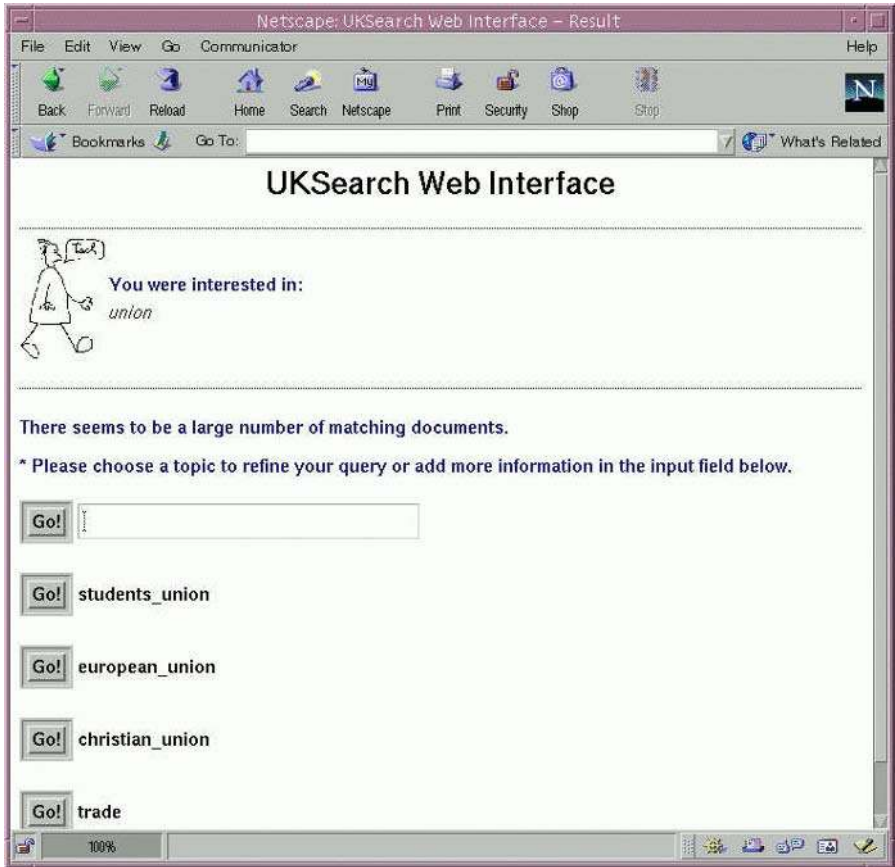 Netscape: UKSearch Web Interface – Result
File Edit View Go Communicator Help
My
N
Back Forward Reload Home Search Netscape Print Security Shop Stop
Bookmarks Go To: What's Related
UKSearch Web Interface
You were interested in:
union
There seems to be a large number of matching documents.
* Please choose a topic to refine your query or add more information in the input field below.
Go!
Go! students_union
Go! european_union
Go! christian_union
Go! trade
100%